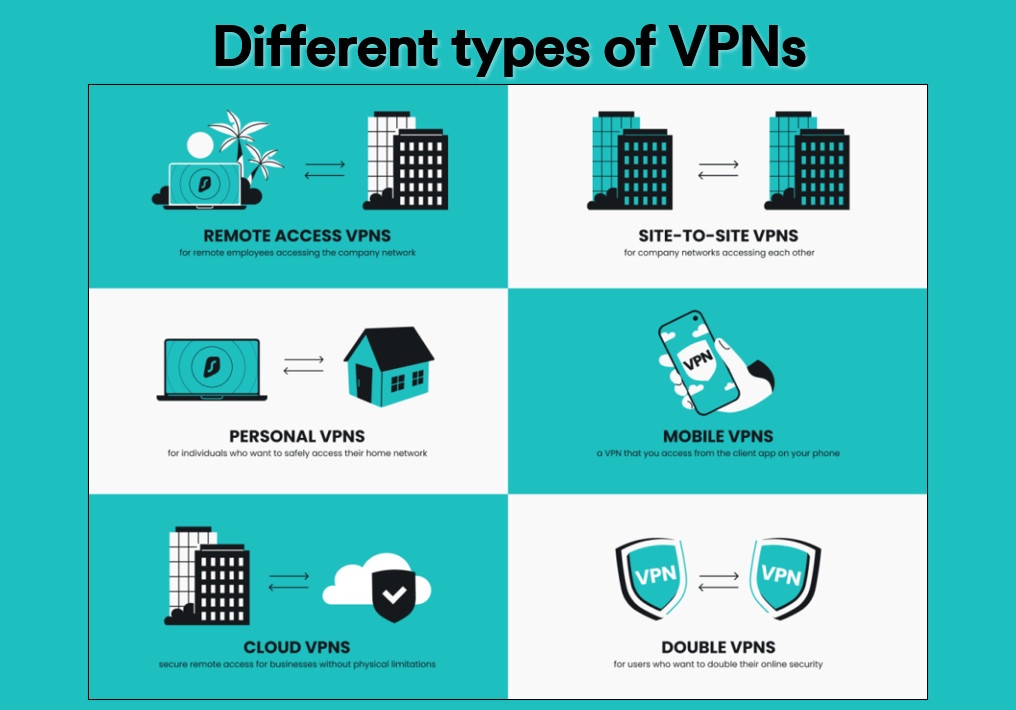 Different types of VPNs
REMOTE ACCESS VPNS
for remote employees accessing the company network
SITE-TO-SITE VPNS
for company networks accessing each other
PERSONAL VPNS
for individuals who want to safely access their home network
VPN
MOBILE VPNS
a VPN that you access from the client app on your phone
CLOUD VPNS
secure remote access for businesses without physical limitations
VPN
VPN
DOUBLE VPNS
for users who want to double their online security